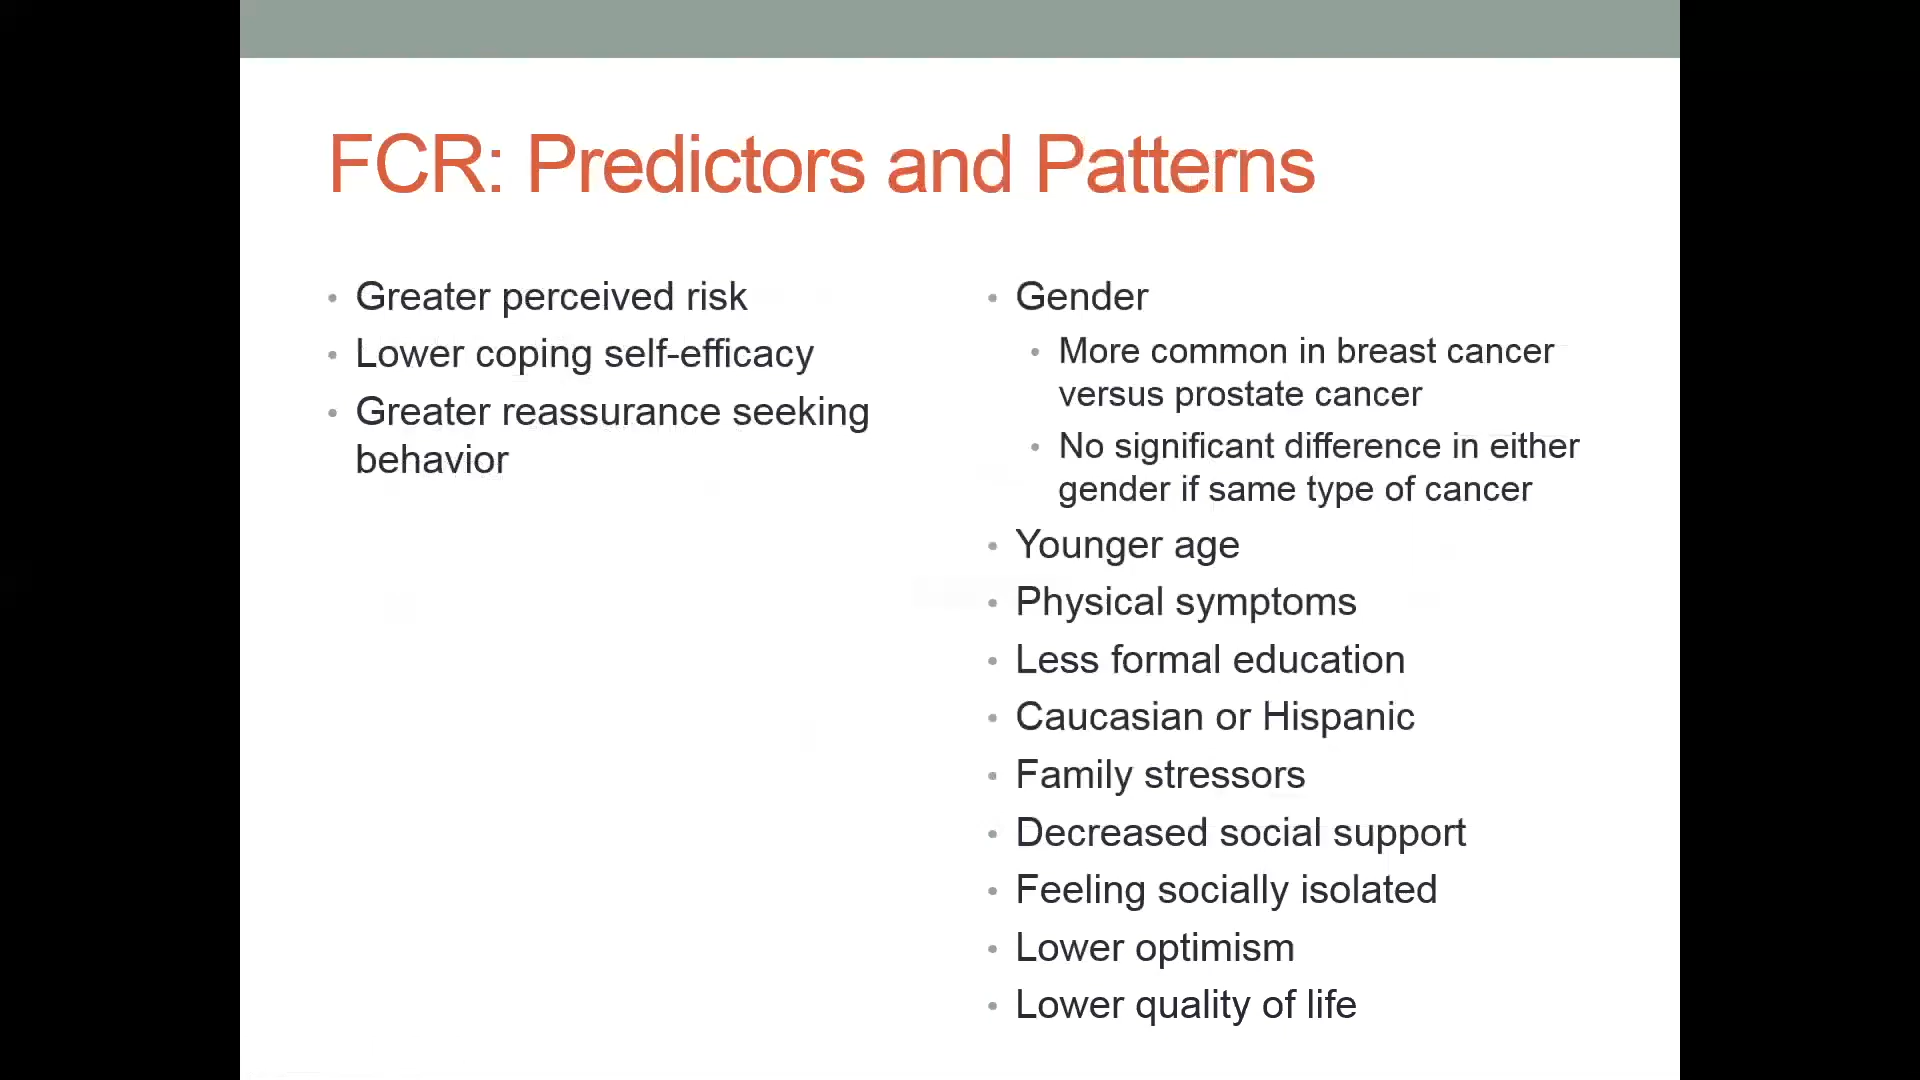 FCR: Predictors and Patterns
• Greater perceived risk
• Lower coping self-efficacy
• Greater reassurance seeking
behavior
• Gender
• More common in breast cancer
versus prostate cancer
• No significant difference in either
gender if same type of cancer
• Younger age
• Physical symptoms
• Less formal education
• Caucasian or Hispanic
• Family stressors
• Decreased social support
• Feeling socially isolated
• Lower optimism
• Lower quality of life